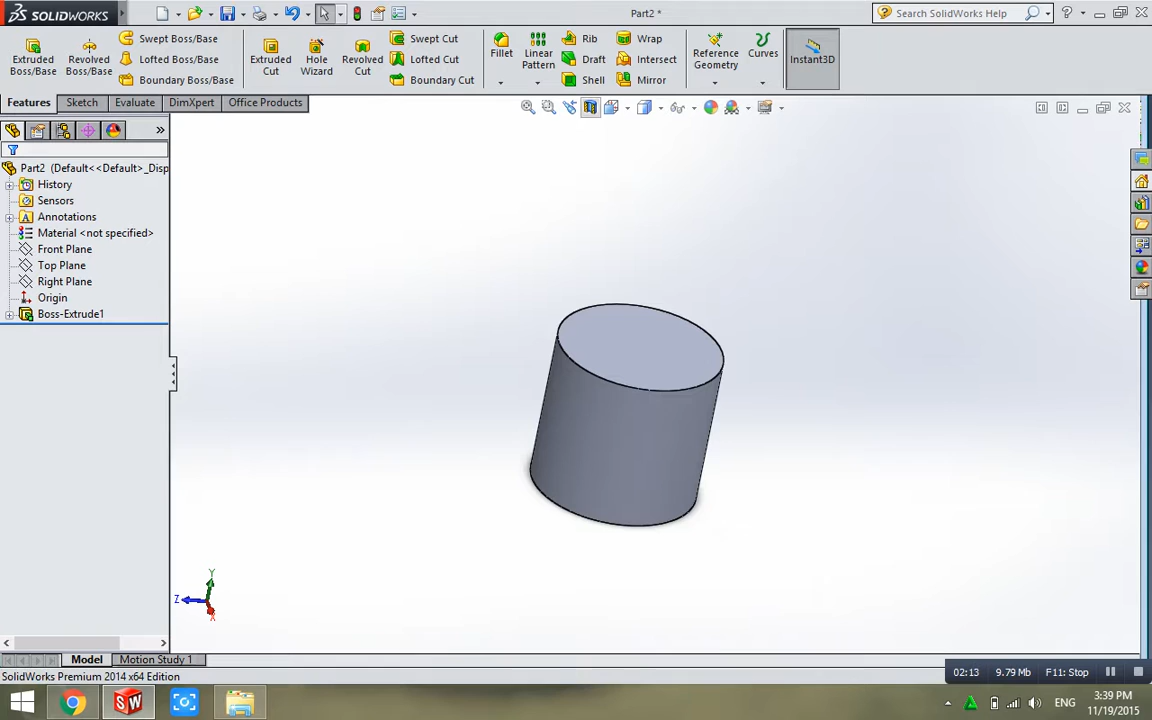 SOLIDWORKS
Part2 *
Search SolidWorks Help
Extruded Boss/Base
Revolved Boss/Base
Swept Boss/Base
Lofted Boss/Base
Boundary Boss/Base
Extruded Cut
Hole Wizard
Revolved Cut
Swept Cut
Lofted Cut
Boundary Cut
Fillet
Linear Pattern
Rib
Draft
Shell
Wrap
Intersect
Mirror
Reference Geometry
Curves
Instant3D
Features
Sketch
Evaluate
DimXpert
Office Products
Part2 (Default<<Default>_Disp
History
Sensors
Annotations
Material <not specified>
Front Plane
Top Plane
Right Plane
Origin
Boss-Extrude1
Y
Z
X
Model
Motion Study 1
SolidWorks Premium 2014 x64 Edition
02:13
9.79 Mb
F11: Stop
ENG
3:39 PM
11/19/2015